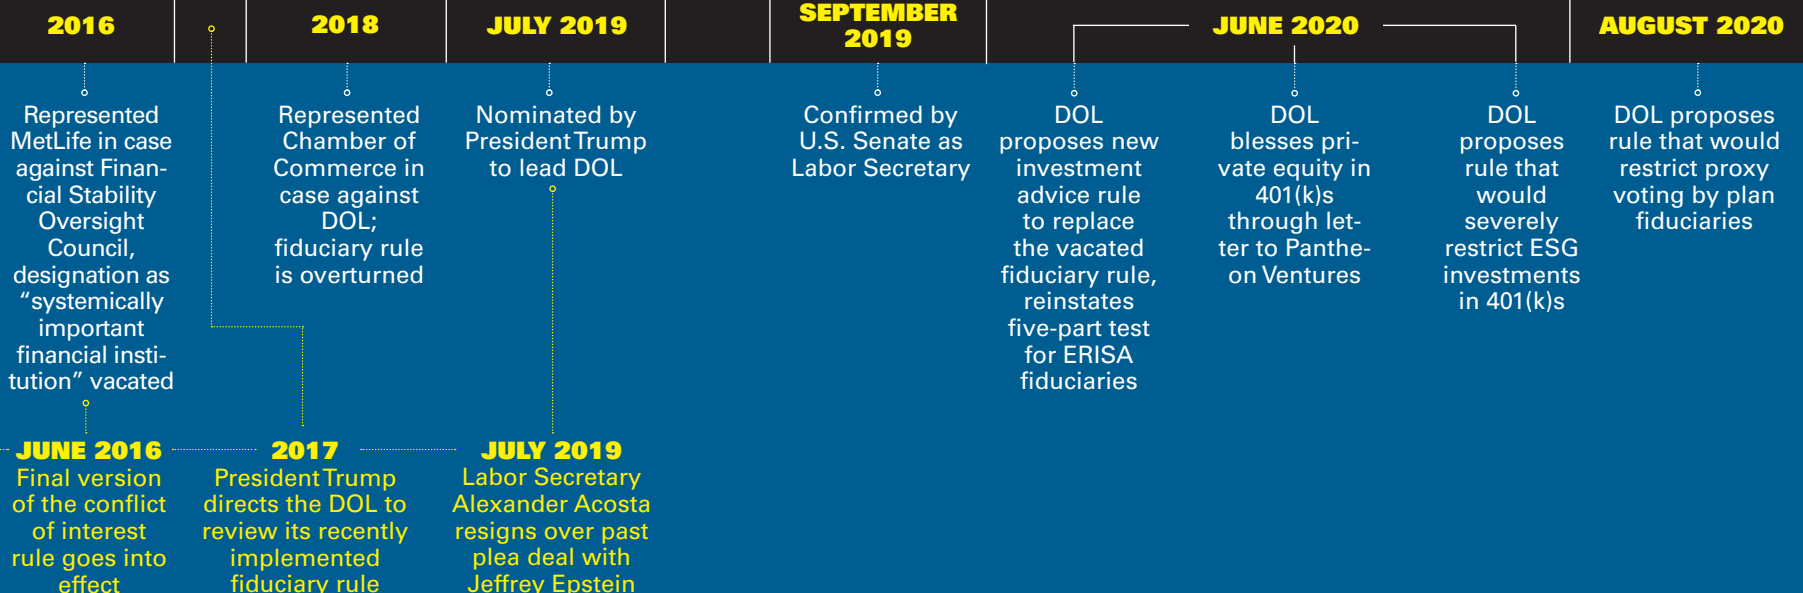 2016
Represented
MetLife in case
against Finan-
cial Stability
Oversight
Council,
designation as
“systemically
important
financial insti-
tution” vacated
2018
Represented
Chamber of
Commerce in
case against
DOL;
fiduciary rule
is overturned
JULY 2019
Nominated by
President Trump
to lead DOL
SEPTEMBER
2019
Confirmed by
U.S. Senate as
Labor Secretary
JUNE 2020
DOL
proposes new
investment
advice rule
to replace
the vacated
fiduciary rule,
reinstates
five-part test
for ERISA
fiduciaries
DOL
blesses pri-
vate equity in
401(k)s
through let-
ter to Panthe-
on Ventures
DOL
proposes
rule that
would
severely
restrict ESG
investments
in 401(k)s
AUGUST 2020
DOL proposes
rule that would
restrict proxy
voting by plan
fiduciaries
JUNE 2016
Final version
of the conflict
of interest
rule goes into
effect
2017
President Trump
directs the DOL to
review its recently
implemented
fiduciary rule
JULY 2019
Labor Secretary
Alexander Acosta
resigns over past
plea deal with
Jeffrey Epstein